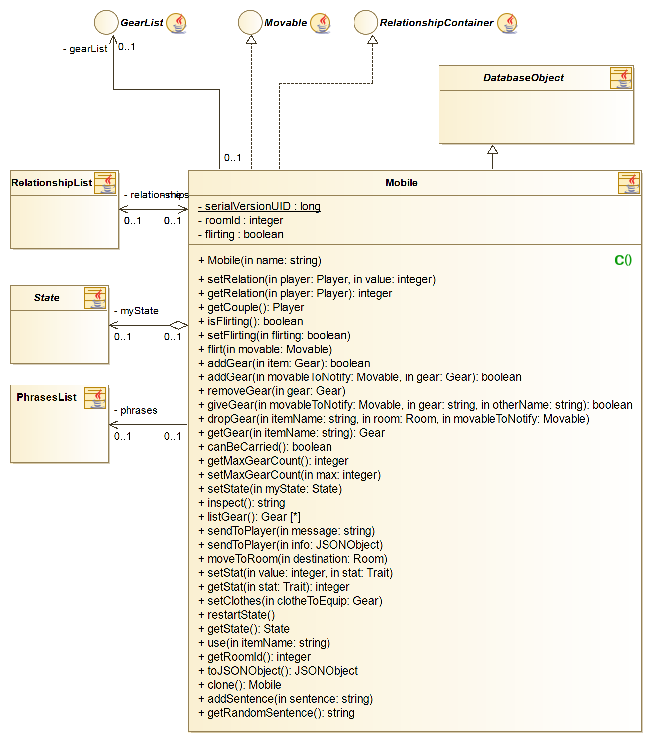 GearList
Movable
RelationshipContainer
- gearList
0..1
DatabaseObject
0..1
RelationshipList
- relationships
0..1
0..1
Mobile
- serialVersionUID : long
- roomId : integer
- flirting : boolean
+ Mobile(in name: string)
C()
+ setRelation(in player: Player, in value: integer)
+ getRelation(in player: Player): integer
+ getCouple(): Player
+ isFlirting(): boolean
+ setFlirting(in flirting: boolean)
+ flirt(in movable: Movable)
+ addGear(in item: Gear): boolean
+ addGear(in movableToNotify: Movable, in gear: Gear): boolean
+ removeGear(in gear: Gear)
+ giveGear(in movableToNotify: Movable, in gear: string, in otherName: string): boolean
+ dropGear(in itemName: string, in room: Room, in movableToNotify: Movable)
+ getGear(in itemName: string): Gear
+ canBeCarried(): boolean
+ getMaxGearCount(): integer
+ setMaxGearCount(in max: integer)
+ setState(in myState: State)
+ inspect(): string
+ listGear(): Gear [*]
+ sendToPlayer(in message: string)
+ sendToPlayer(in info: JSONObject)
+ moveToRoom(in destination: Room)
+ setStat(in value: integer, in stat: Trait)
+ getStat(in stat: Trait): integer
+ setClothes(in clotheToEquip: Gear)
+ restartState()
+ getState(): State
+ use(in itemName: string)
+ getRoomId(): integer
+ toJSONObject(): JSONObject
+ clone(): Mobile
+ addSentence(in sentence: string)
+ getRandomSentence(): string
State
- myState
0..1
0..1
PhrasesList
- phrases
0..1
0..1